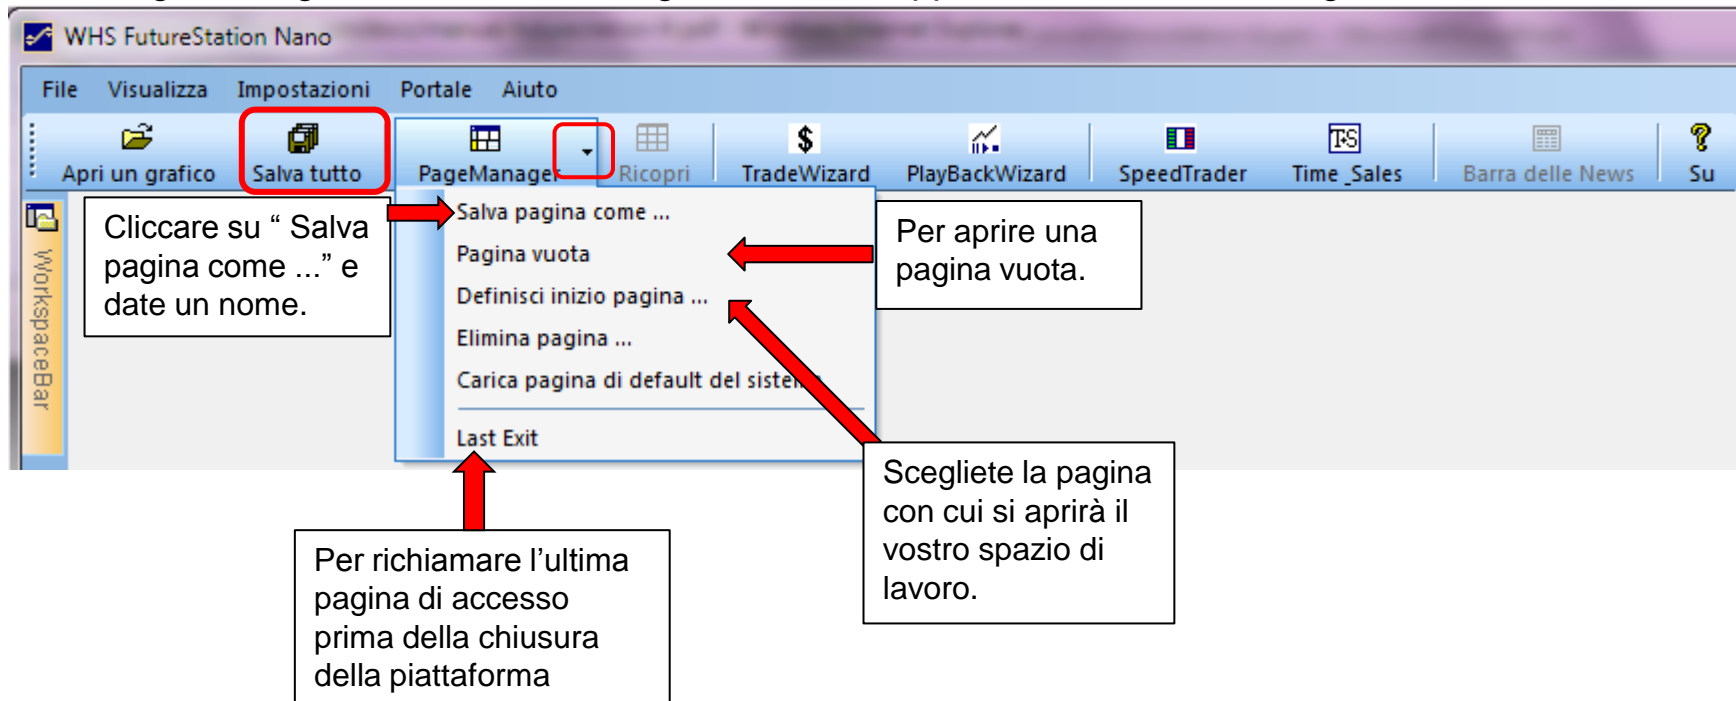 WHS FutureStation Nano
File Visualizza Impostazioni Portale Aiuto
Apri un grafico Salva tutto PageManager Ricopri TradeWizard PlayBackWizard SpeedTrader Time_Sales Barra delle News Su
WorkspaceBar
Cliccare su “ Salva
pagina come ...” e
date un nome.
Salva pagina come ...
Pagina vuota
Definisci inizio pagina ...
Elimina pagina ...
Carica pagina di default del sistema
Last Exit
Per aprire una
pagina vuota.
Scegliete la pagina
con cui si aprirà il
vostro spazio di
lavoro.
Per richiamare l’ultima
pagina di accesso
prima della chiusura
della piattaforma